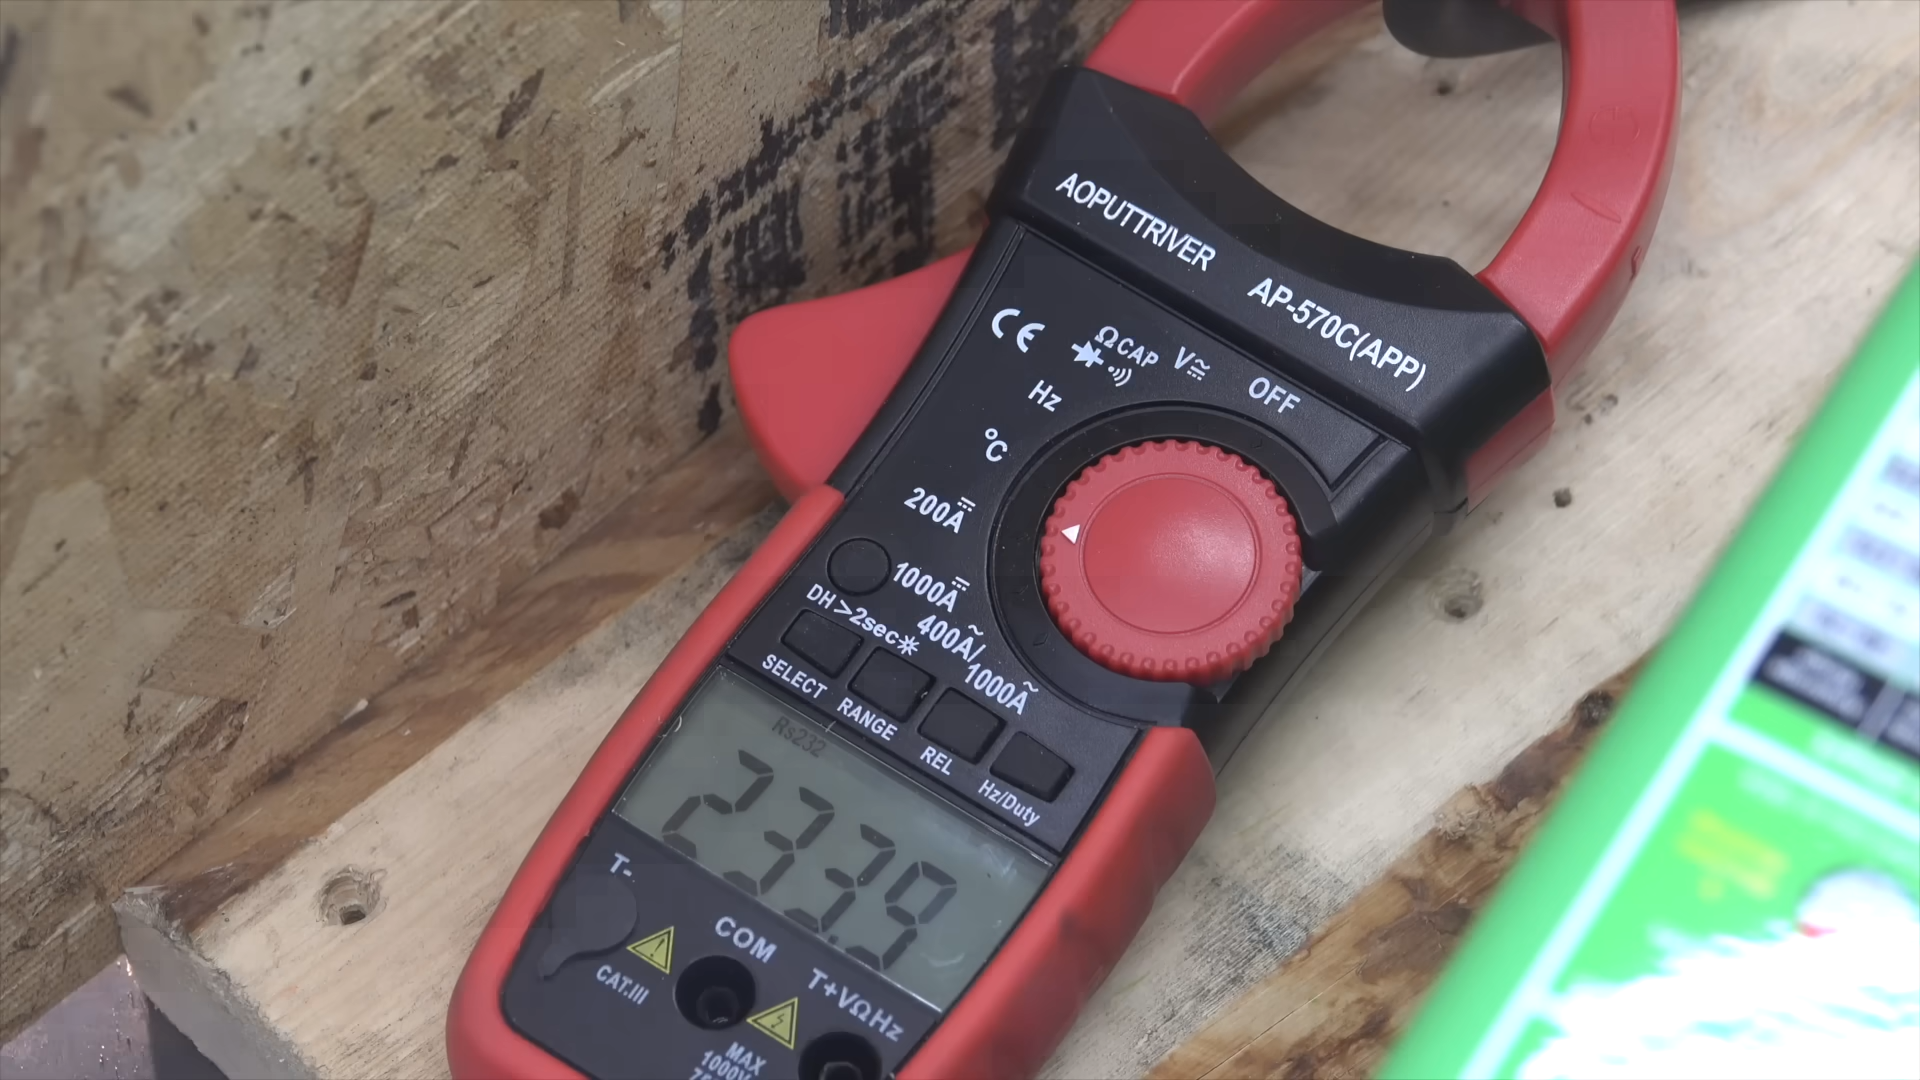 AOPUTTRIVER
AP-570C(APP)
CE
ΩCAP
V
OFF
Hz
°C
200A
1000A
400A~/
1000A~
DH>2sec
SELECT
RANGE
REL
Hz/Duty
Rs232
233.9
T-
COM
T+VΩHz
CAT.III
MAX
1000V